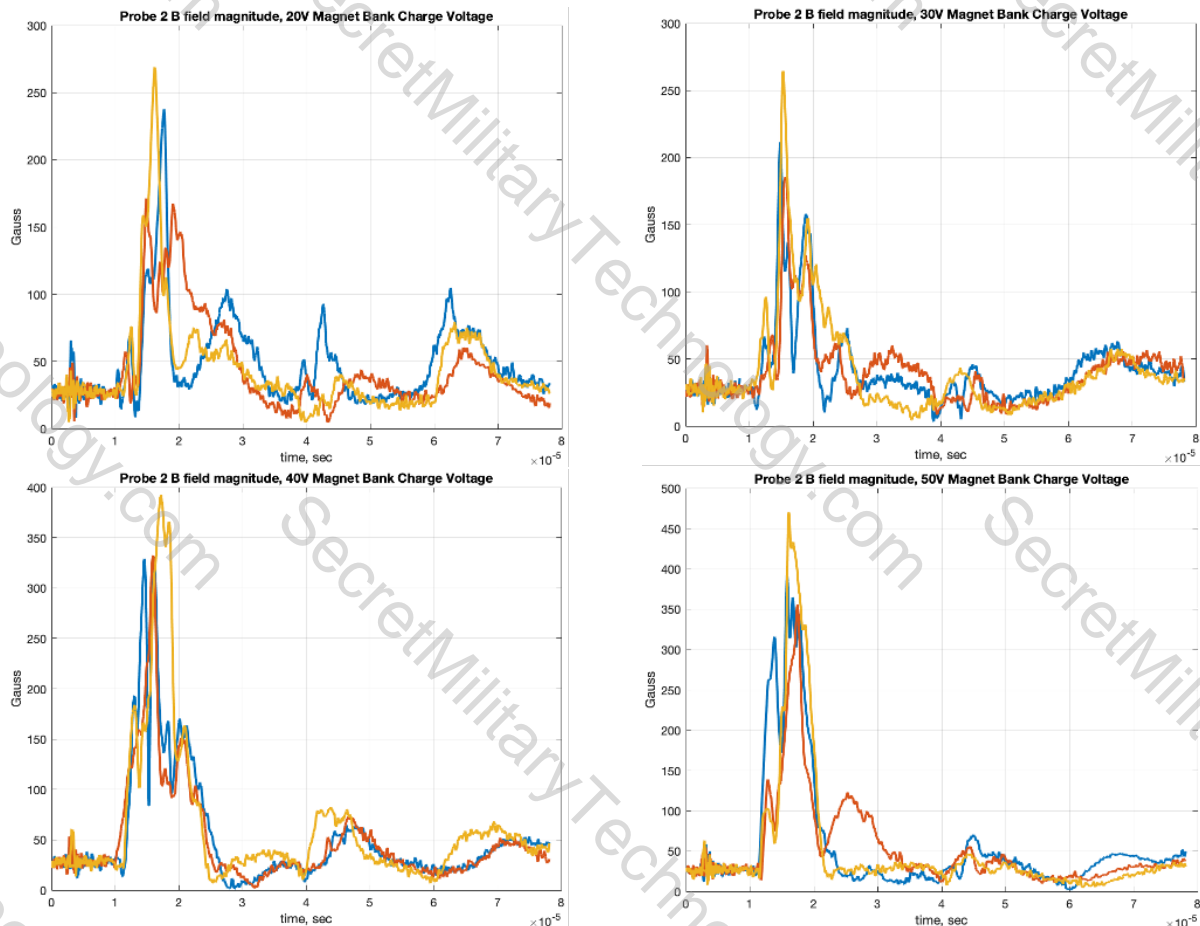 Probe 2 B field magnitude, 20V Magnet Bank Charge Voltage
300
250
200
150
100
50
0
Gauss
0 1 2 3 4 5 6 7 8
time, sec
×10-5
Probe 2 B field magnitude, 30V Magnet Bank Charge Voltage
300
250
200
150
100
50
0
Gauss
0 1 2 3 4 5 6 7 8
time, sec
×10-5
Probe 2 B field magnitude, 40V Magnet Bank Charge Voltage
400
350
300
250
200
150
100
50
0
Gauss
0 1 2 3 4 5 6 7 8
time, sec
×10-5
Probe 2 B field magnitude, 50V Magnet Bank Charge Voltage
500
450
400
350
300
250
200
150
100
50
0
Gauss
0 1 2 3 4 5 6 7 8
time, sec
×10-5
SecretMilitaryTechnology.com
SecretMilitaryTechn
SecretMilit
ology.com